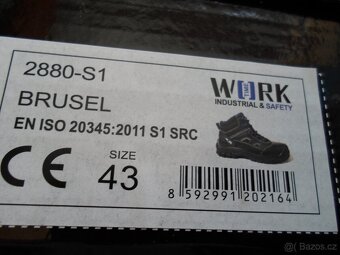 2880-S1
BRUSEL
EN ISO 20345:2011 S1 SRC
WORK
TIME
INDUSTRIAL & SAFETY
CE
SIZE
43
8 592991 202164
Bazos.cz